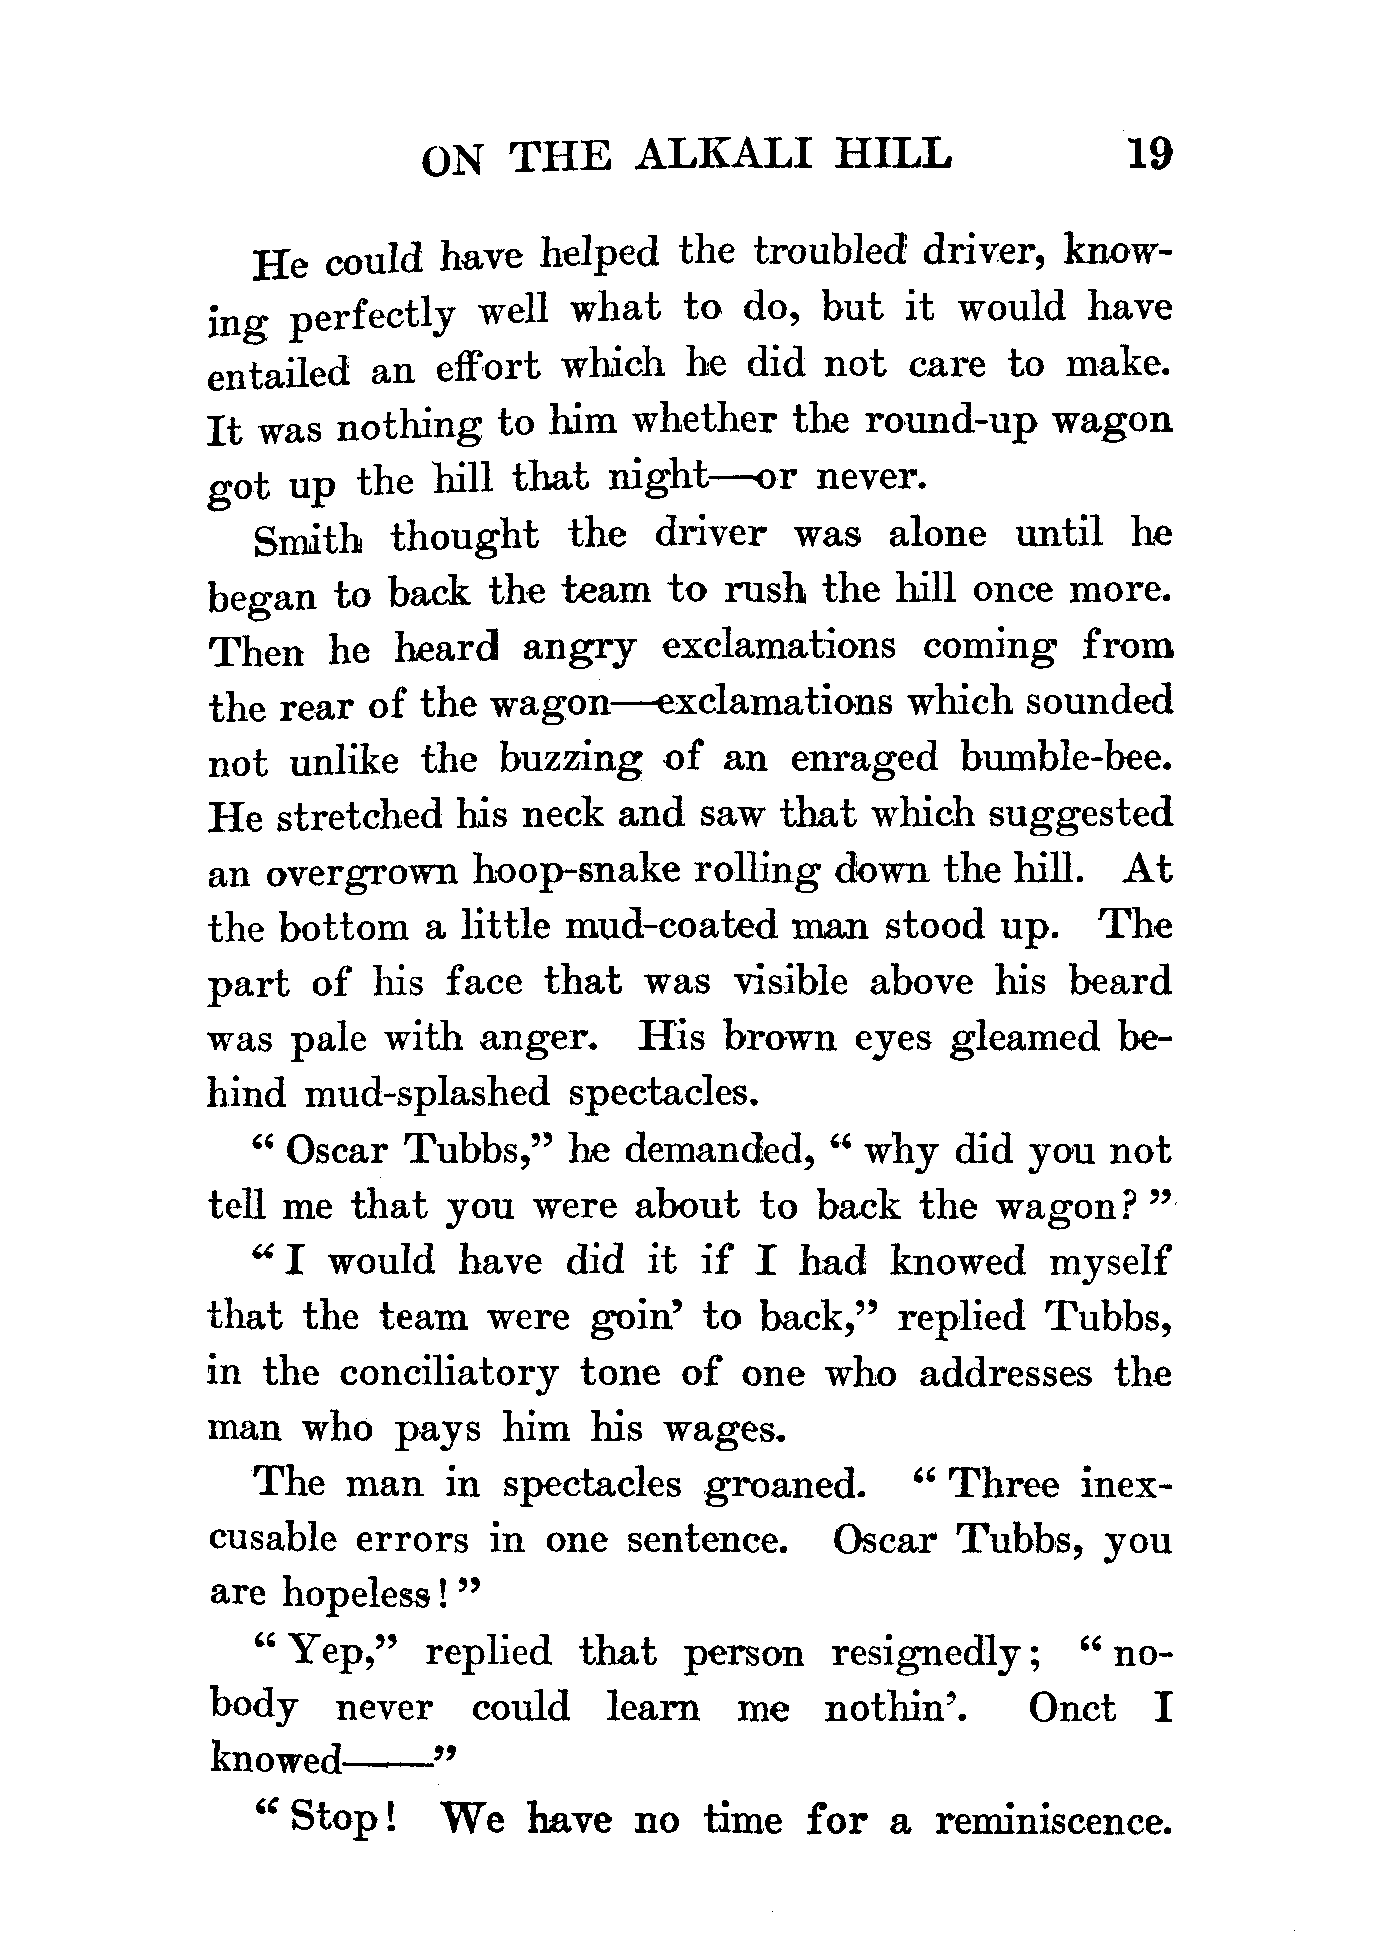 ON THE ALKALI HILL 19
He could have helped the troubled driver, know-
ing perfectly well what to do, but it would have
entailed an effort which he did not care to make.
It was nothing to him whether the round-up wagon
got up the hill that night—or never.
Smith thought the driver was alone until he
began to back the team to rush the hill once more.
Then he heard angry exclamations coming from
the rear of the wagon—exclamations which sounded
not unlike the buzzing of an enraged bumble-bee.
He stretched his neck and saw that which suggested
an overgrown hoop-snake rolling down the hill. At
the bottom a little mud-coated man stood up. The
part of his face that was visible above his beard
was pale with anger. His brown eyes gleamed be-
hind mud-splashed spectacles.
“ Oscar Tubbs,” he demanded, “ why did you not
tell me that you were about to back the wagon? ”
“ I would have did it if I had knowed myself
that the team were goin’ to back,” replied Tubbs,
in the conciliatory tone of one who addresses the
man who pays him his wages.
The man in spectacles groaned. “ Three inex-
cusable errors in one sentence. Oscar Tubbs, you
are hopeless! ”
“ Yep,” replied that person resignedly; “ no-
body never could learn me nothin’. Onct I
knowed——”
“ Stop! We have no time for a reminiscence.